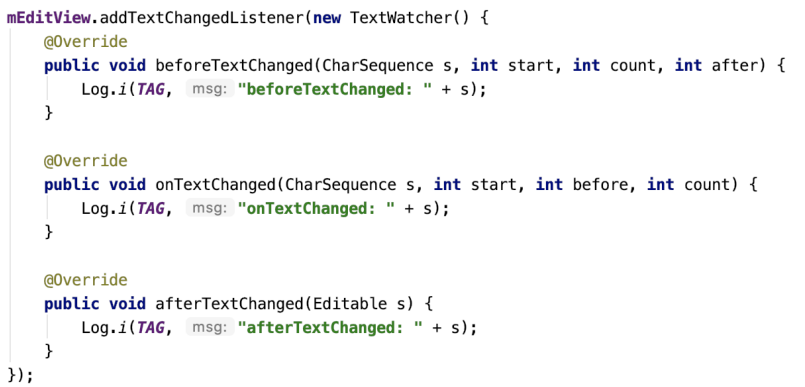 mEditView.addTextChangedListener(new TextWatcher() {
    @Override
    public void beforeTextChanged(CharSequence s, int start, int count, int after) {
        Log.i(TAG, msg: "beforeTextChanged: " + s);
    }

    @Override
    public void onTextChanged(CharSequence s, int start, int before, int count) {
        Log.i(TAG, msg: "onTextChanged: " + s);
    }

    @Override
    public void afterTextChanged(Editable s) {
        Log.i(TAG, msg: "afterTextChanged: " + s);
    }
});